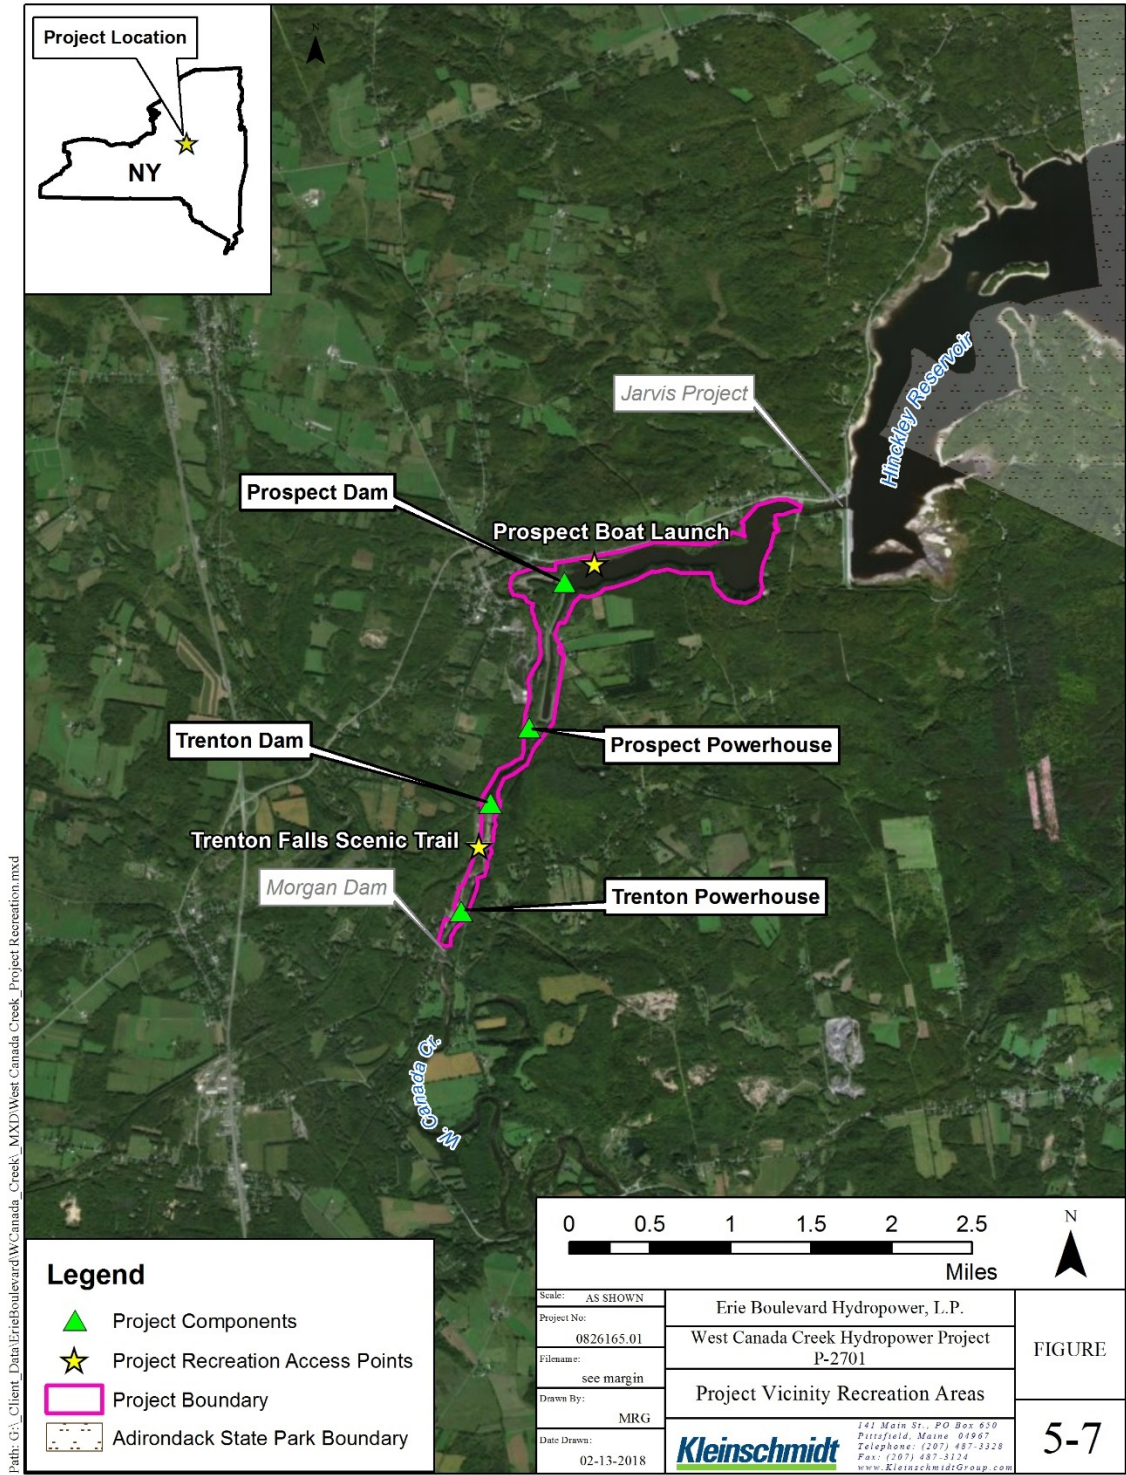 Project Location
N
NY
Jarvis Project
Hinckley Reservoir
Prospect Dam
Prospect Boat Launch
Trenton Dam
Prospect Powerhouse
Trenton Falls Scenic Trail
Morgan Dam
Trenton Powerhouse
W. Canada Cr.
Path: G:\_Client_Data\ErieBoulevard\WCanada_Creek\_MXD\West Canada Creek_Project Recreation.mxd
Legend
Project Components
Project Recreation Access Points
Project Boundary
Adirondack State Park Boundary
0 0.5 1 1.5 2 2.5
Miles
N
Scale: AS SHOWN
Project No:
0826165.01
Filename:
see margin
Drawn By:
MRG
Date Drawn:
02-13-2018
Erie Boulevard Hydropower, L.P.
West Canada Creek Hydropower Project
P-2701
Project Vicinity Recreation Areas
Kleinschmidt
141 Main St., PO Box 650
Pittsfield, Maine 04967
Telephone: (207) 487-3328
Fax: (207) 487-3124
www.KleinschmidtGroup.com
FIGURE
5-7